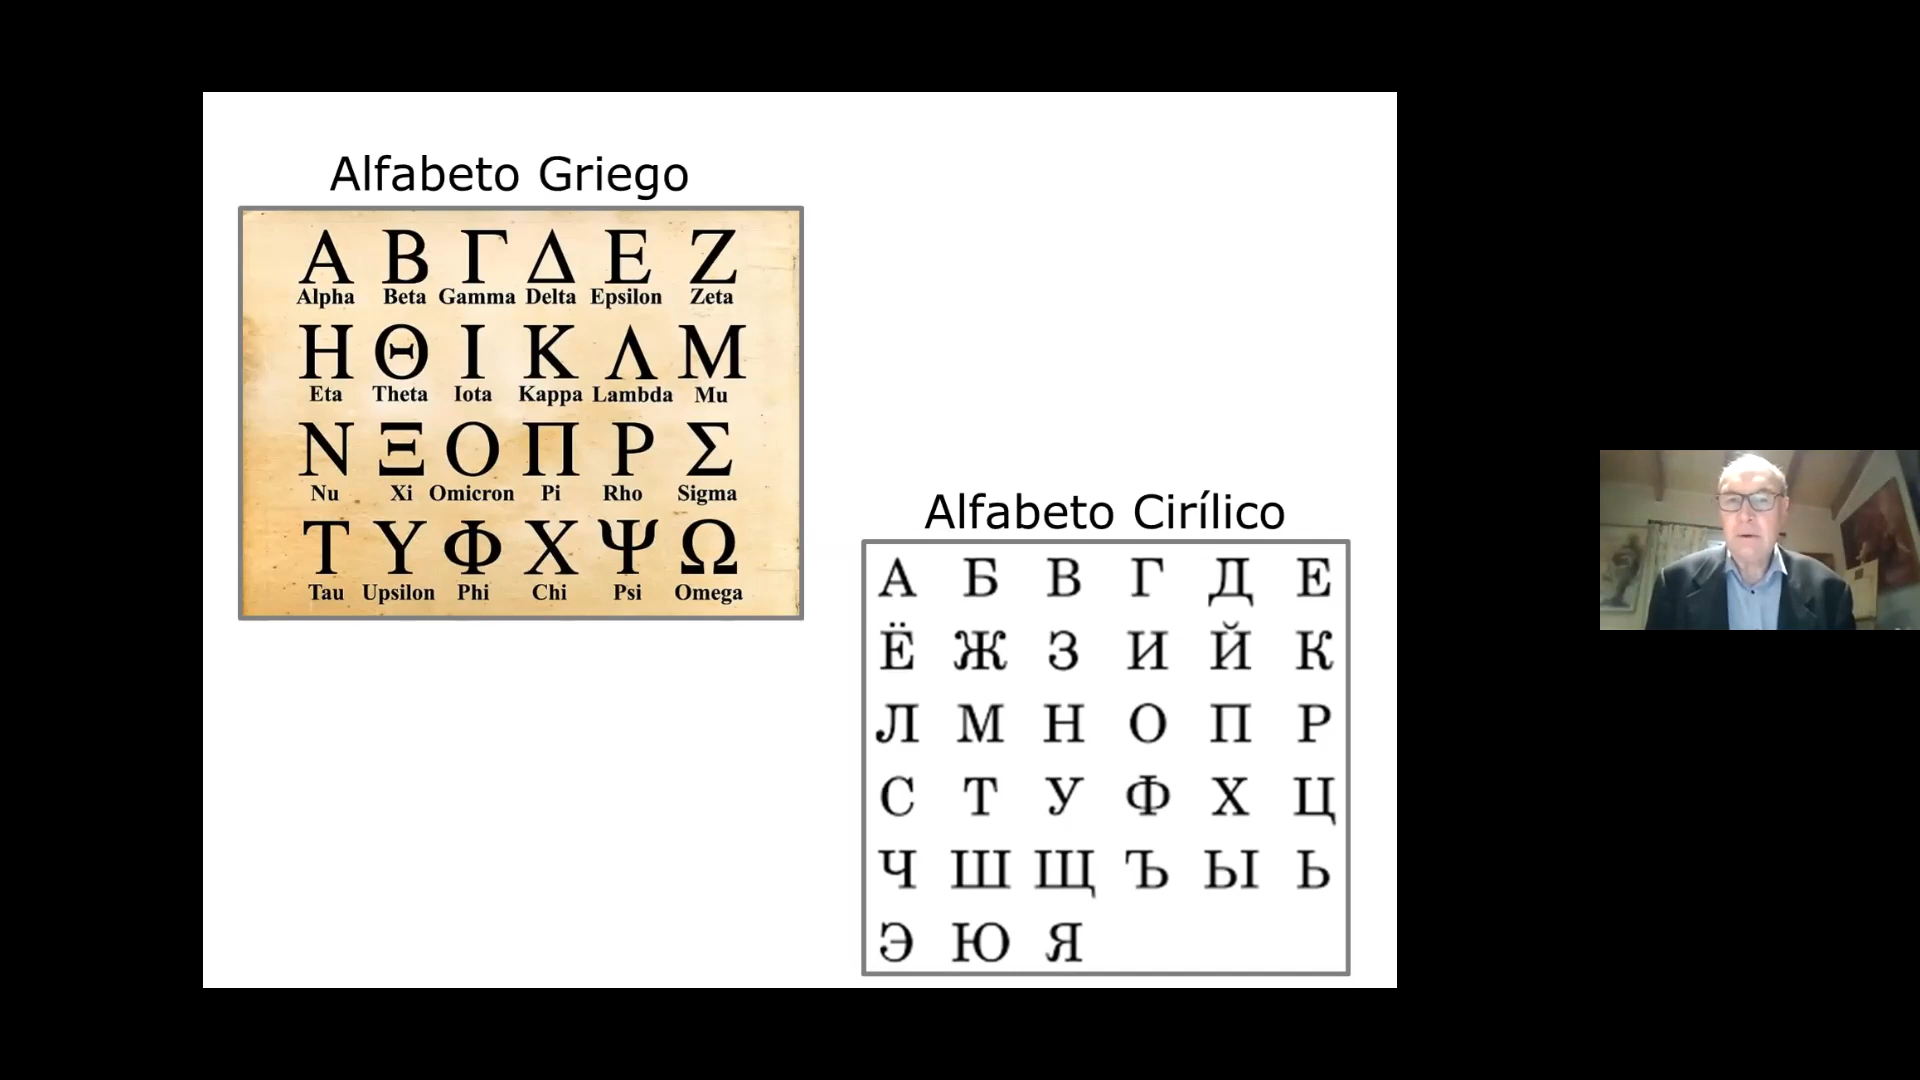 Alfabeto Griego
Α Β Γ Δ Ε Ζ
Alpha Beta Gamma Delta Epsilon Zeta
Η Θ Ι Κ Λ Μ
Eta Theta Iota Kappa Lambda Mu
Ν Ξ Ο Π Ρ Σ
Nu Xi Omicron Pi Rho Sigma
Τ Υ Φ Χ Ψ Ω
Tau Upsilon Phi Chi Psi Omega
Alfabeto Cirílico
А Б В Г Д Е
Ё Ж З И Й К
Л М Н О П Р
С Т У Ф Х Ц
Ч Ш Щ Ъ Ы Ь
Э Ю Я